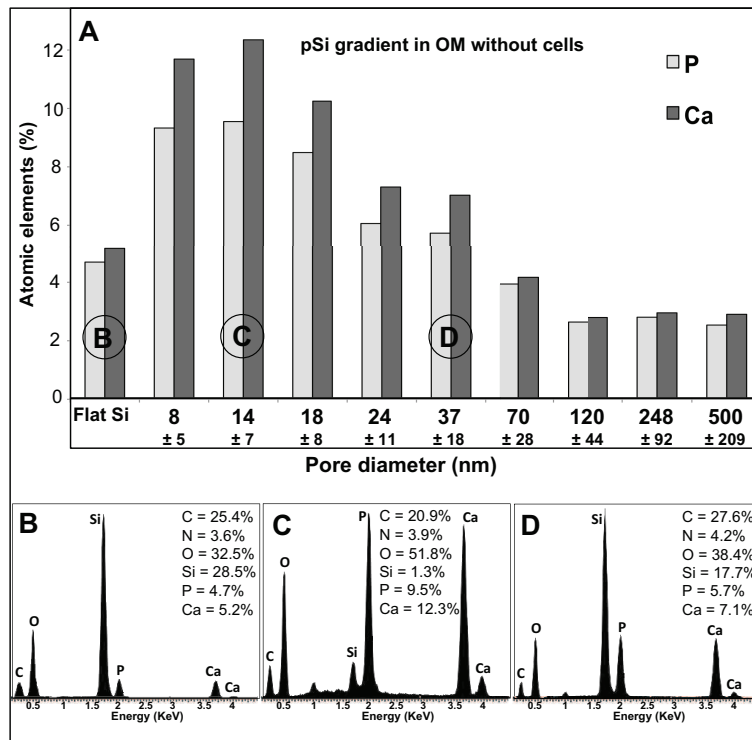 A
pSi gradient in OM without cells
P
Ca
Atomic elements (%)
12
10
8
6
4
2
0
B
C
D
Flat Si 8 14 18 24 37 70 120 248 500
± 5 ± 7 ± 8 ± 11 ± 18 ± 28 ± 44 ± 92 ± 209
Pore diameter (nm)
B
Si
C = 25.4%
N = 3.6%
O = 32.5%
Si = 28.5%
P = 4.7%
Ca = 5.2%
O
C
P
Ca
Ca
0.5 1 1.5 2 2.5 3 3.5 4
Energy (KeV)
C
P
Ca
C = 20.9%
N = 3.9%
O = 51.8%
Si = 1.3%
P = 9.5%
Ca = 12.3%
O
C
Si
Ca
0.5 1 1.5 2 2.5 3 3.5 4
Energy (KeV)
D
Si
C = 27.6%
N = 4.2%
O = 38.4%
Si = 17.7%
P = 5.7%
Ca = 7.1%
O
P
Ca
C
Ca
0.5 1 1.5 2 2.5 3 3.5 4
Energy (KeV)